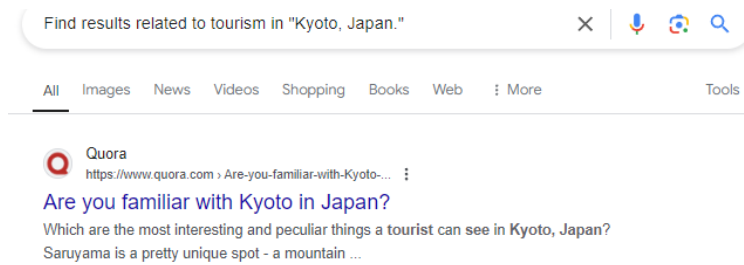 Find results related to tourism in "Kyoto, Japan."
All Images News Videos Shopping Books Web More Tools
Quora
https://www.quora.com › Are-you-familiar-with-Kyoto-...
Are you familiar with Kyoto in Japan?
Which are the most interesting and peculiar things a tourist can see in Kyoto, Japan?
Saruyama is a pretty unique spot - a mountain ...